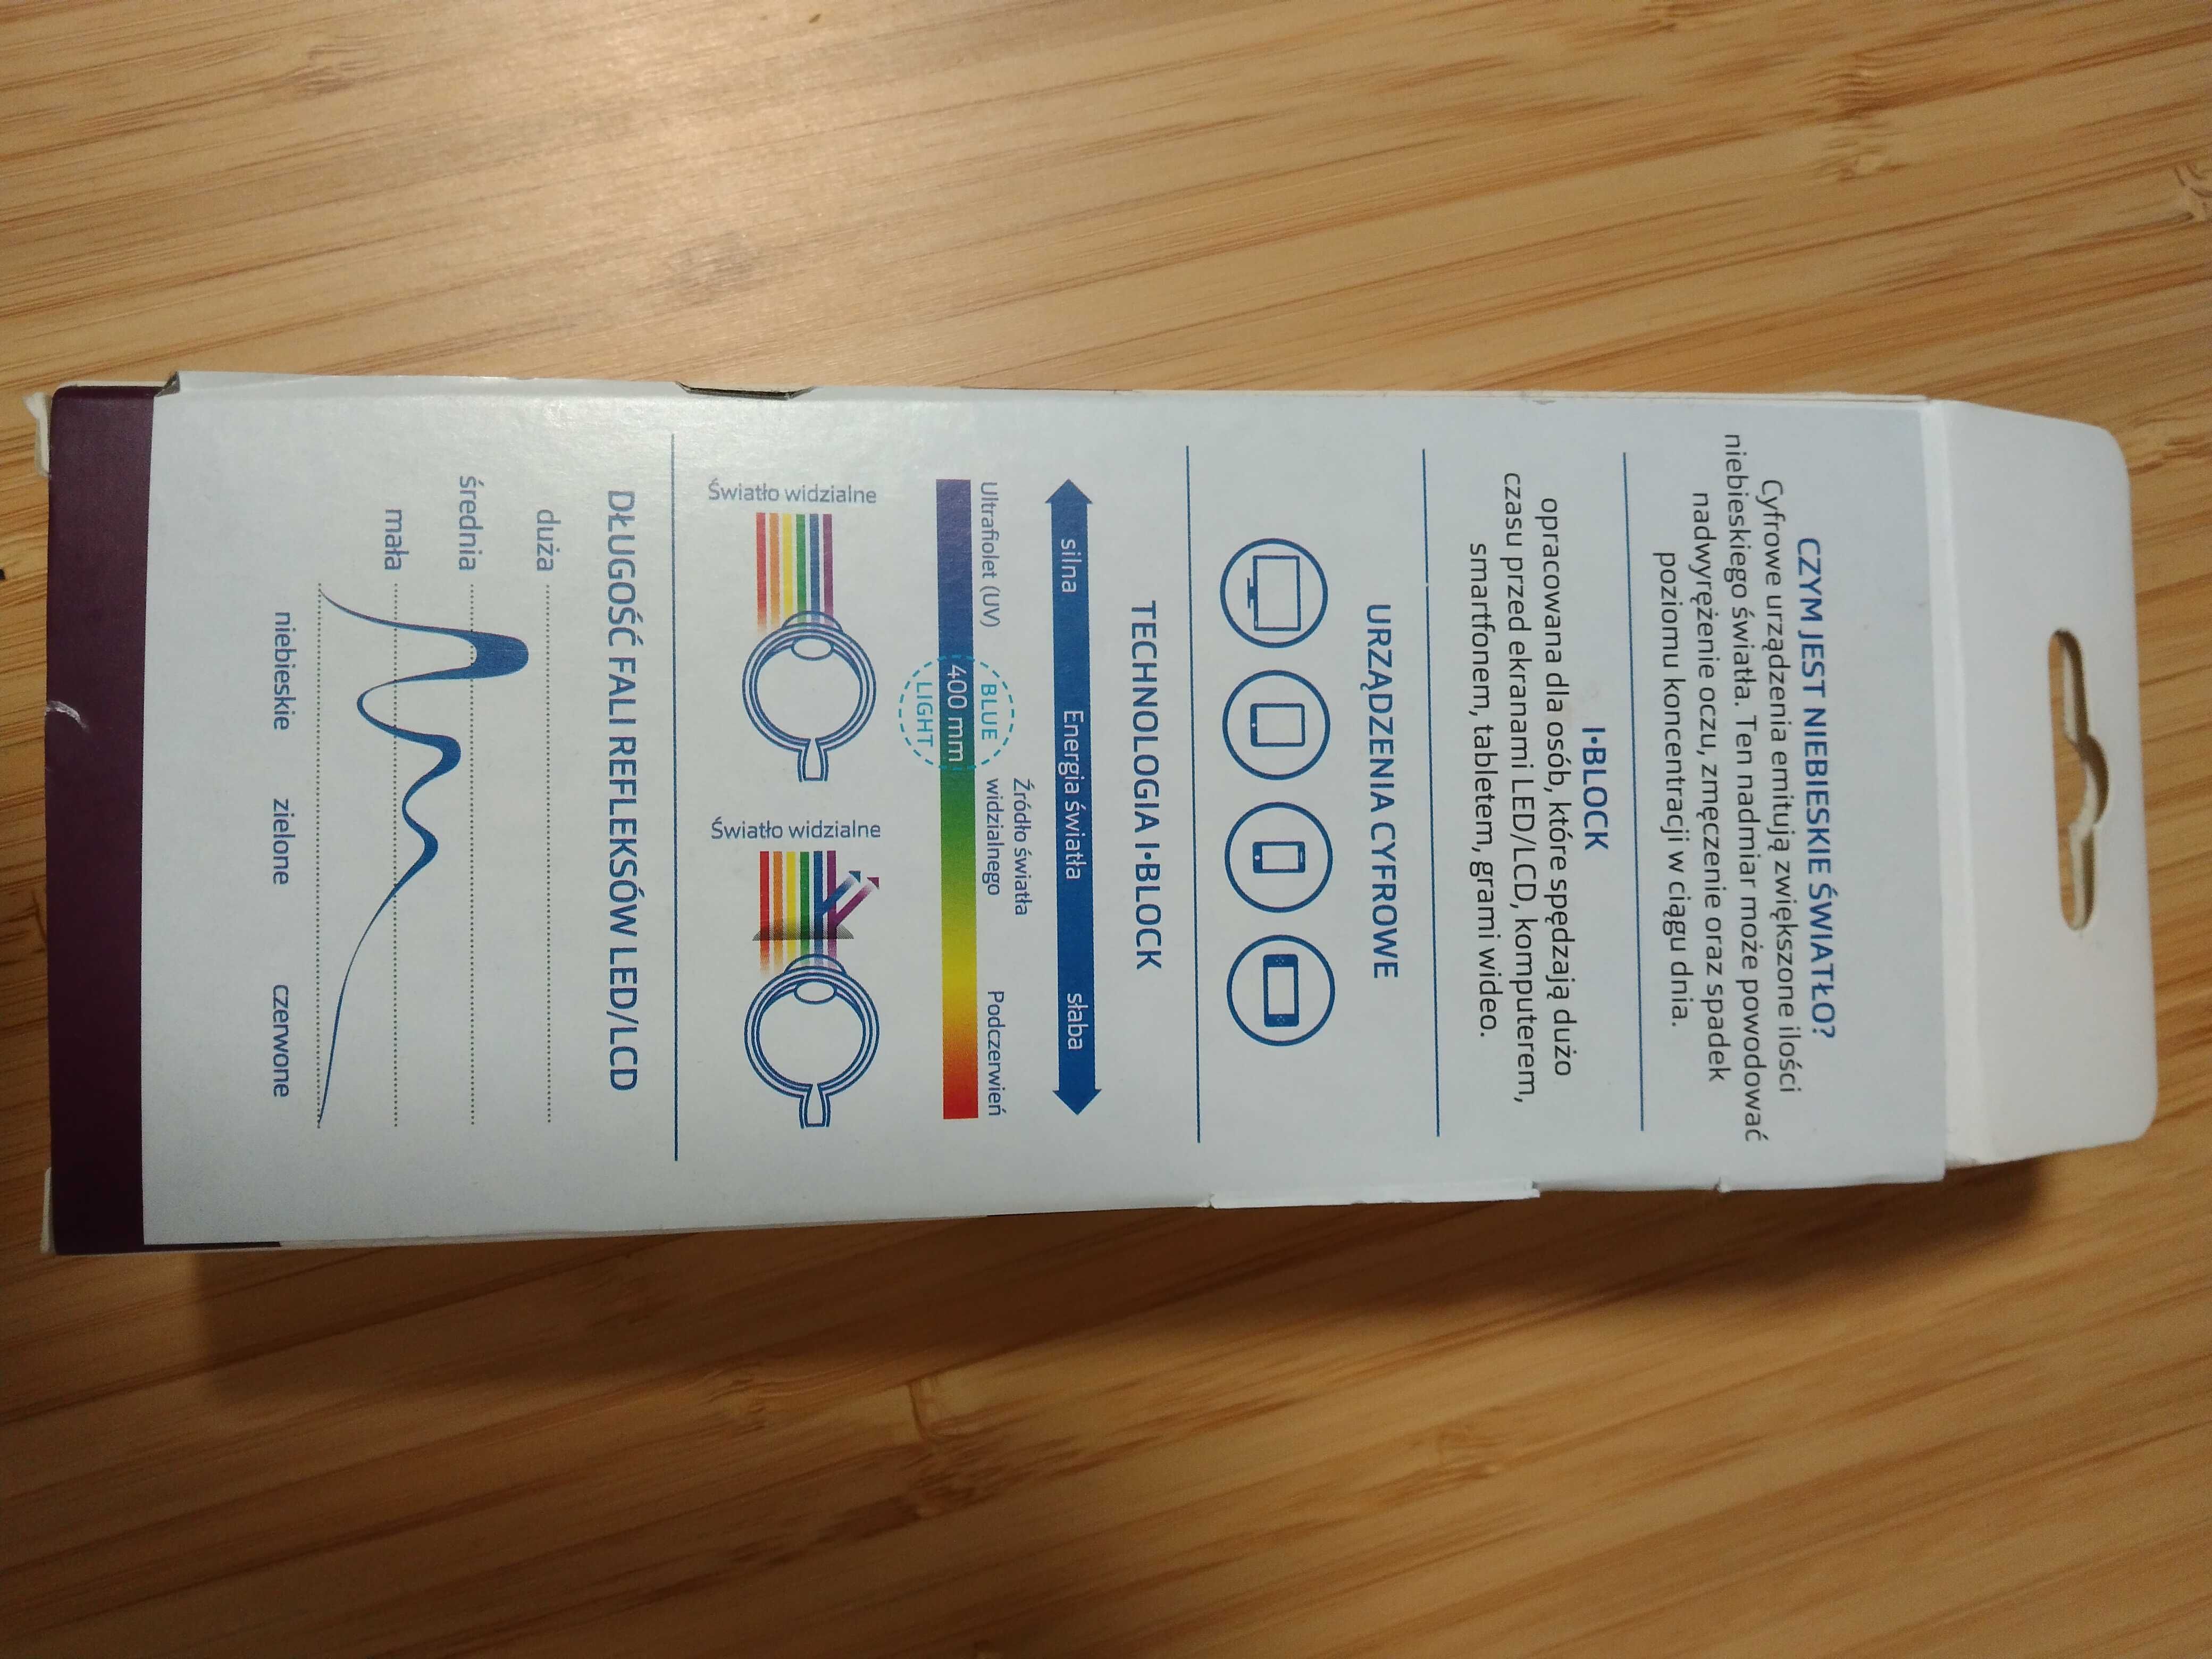 CZYM JEST NIEBIESKIE ŚWIATŁO?
Cyfrowe urządzenia emitują zwiększone ilości
niebieskiego światła. Ten nadmiar może powodować
nadwyrężenie oczu, zmęczenie oraz spadek
poziomu koncentracji w ciągu dnia.
I•BLOCK
opracowana dla osób, które spędzają dużo
czasu przed ekranami LED/LCD, komputerem,
smartfonem, tabletem, grami wideo.
URZĄDZENIA CYFROWE
TECHNOLOGIA I•BLOCK
silna Energia światła słaba
Źródło światła
Ultrafiolet (UV) widzialnego Podczerwień
BLUE
400 mm
LIGHT
Światło widzialne Światło widzialne
DŁUGOŚĆ FALI REFLEKSÓW LED/LCD
duża
średnia
mała
niebieskie zielone czerwone